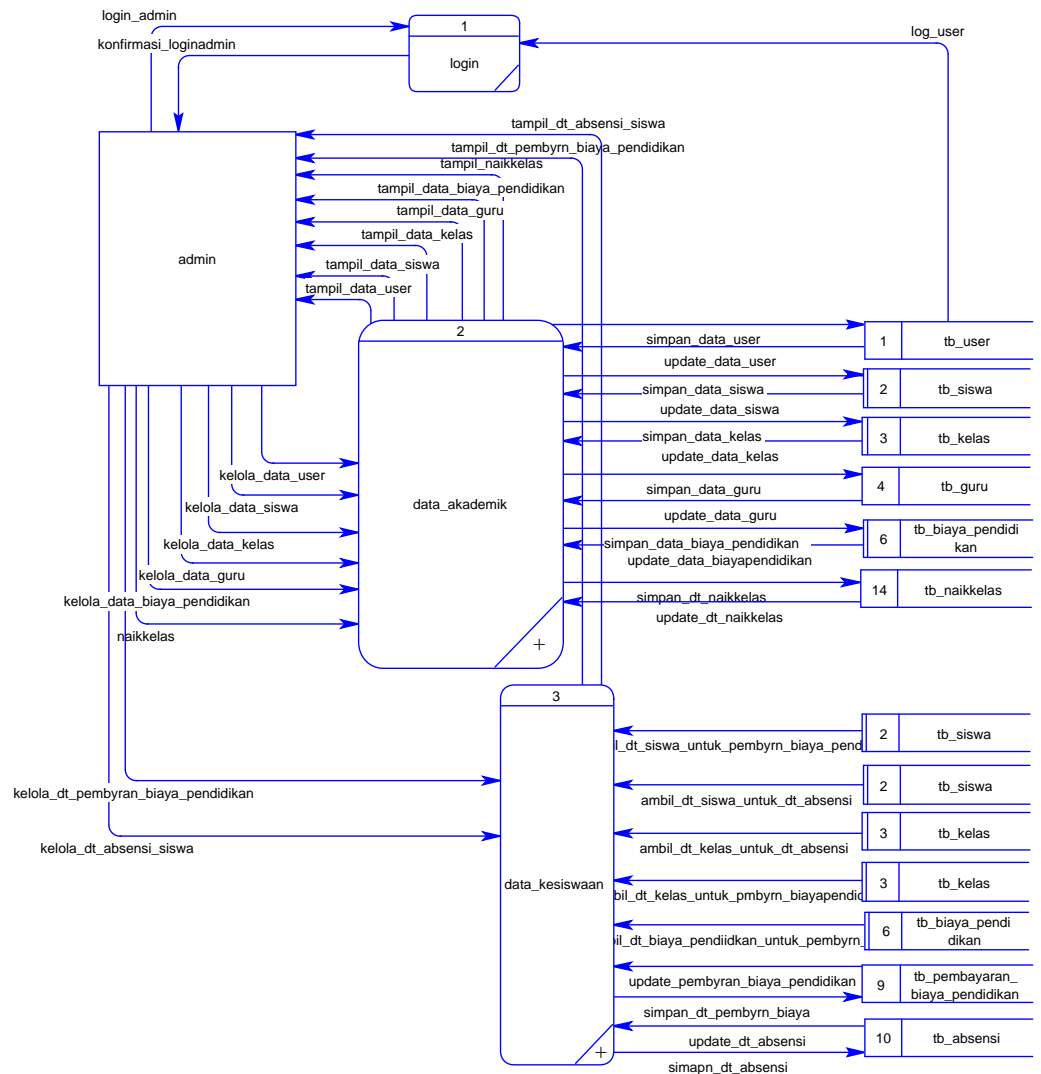 login_admin
1
log_user
konfirmasi_loginadmin
login
tampil_dt_absensi_siswa
tampil_dt_pembyrn_biaya_pendidikan
tampil_naikkelas
tampil_data_biaya_pendidikan
tampil_data_guru
tampil_data_kelas
admin
tampil_data_siswa
tampil_data_user
2
simpan_data_user
1 tb_user
update_data_user
simpan_data_siswa
2 tb_siswa
update_data_siswa
simpan_data_kelas
3 tb_kelas
update_data_kelas
kelola_data_user
simpan_data_guru
4 tb_guru
kelola_data_siswa
data_akademik
update_data_guru
kelola_data_kelas
simpan_data_biaya_pendidikan
6 tb_biaya_pendidi
kan
update_data_biayapendidikan
kelola_data_guru
simpan_dt_naikkelas
14 tb_naikkelas
kelola_data_biaya_pendidikan
update_dt_naikkelas
naikkelas
+
3
2 tb_siswa
il_dt_siswa_untuk_pembyrn_biaya_pend
2 tb_siswa
kelola_dt_pembyran_biaya_pendidikan
ambil_dt_siswa_untuk_dt_absensi
3 tb_kelas
kelola_dt_absensi_siswa
ambil_dt_kelas_untuk_dt_absensi
data_kesiswaan
3 tb_kelas
bil_dt_kelas_untuk_pmbyrn_biayapendic
6 tb_biaya_pendi
dikan
il_dt_biaya_pendiidkan_untuk_pembyrn_
update_pembyran_biaya_pendidikan
9 tb_pembayaran_
biaya_pendidikan
simpan_dt_pembyrn_biaya
update_dt_absensi
10 tb_absensi
+
simapn_dt_absensi